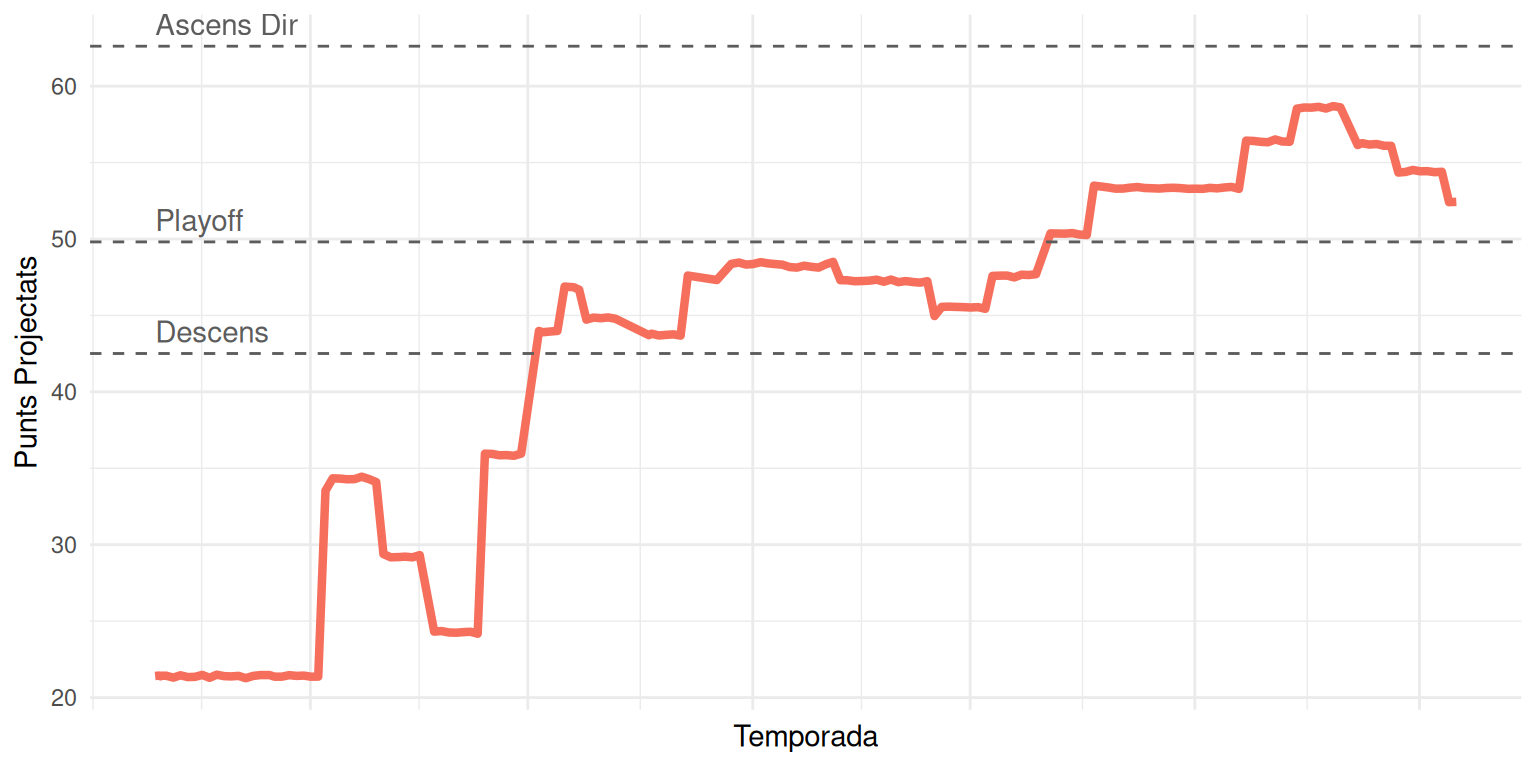 Ascens Dir
60
Playoff
50
Descens
40
30
20
Punts Projectats
Temporada